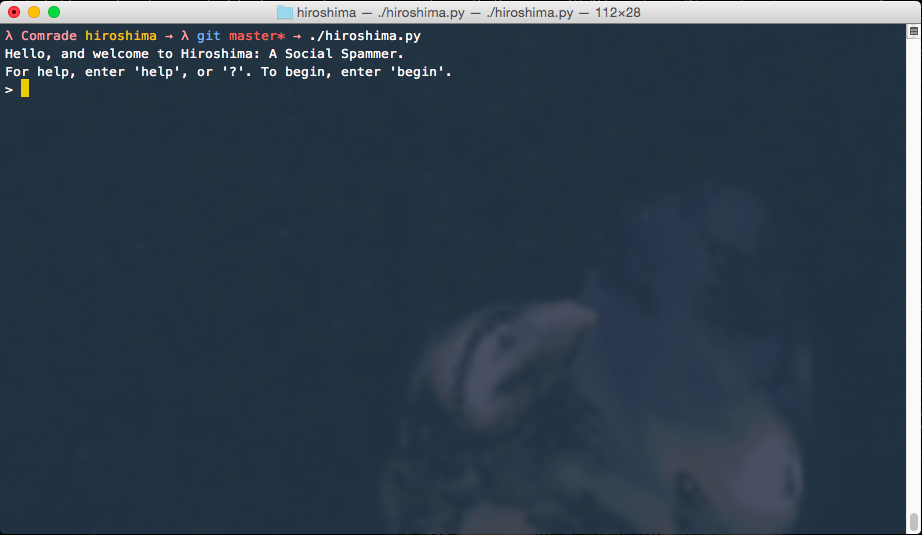 hiroshima — ./hiroshima.py — ./hiroshima.py — 112×28
λ Comrade hiroshima → λ git master* → ./hiroshima.py
Hello, and welcome to Hiroshima: A Social Spammer.
For help, enter 'help', or '?'. To begin, enter 'begin'.
>